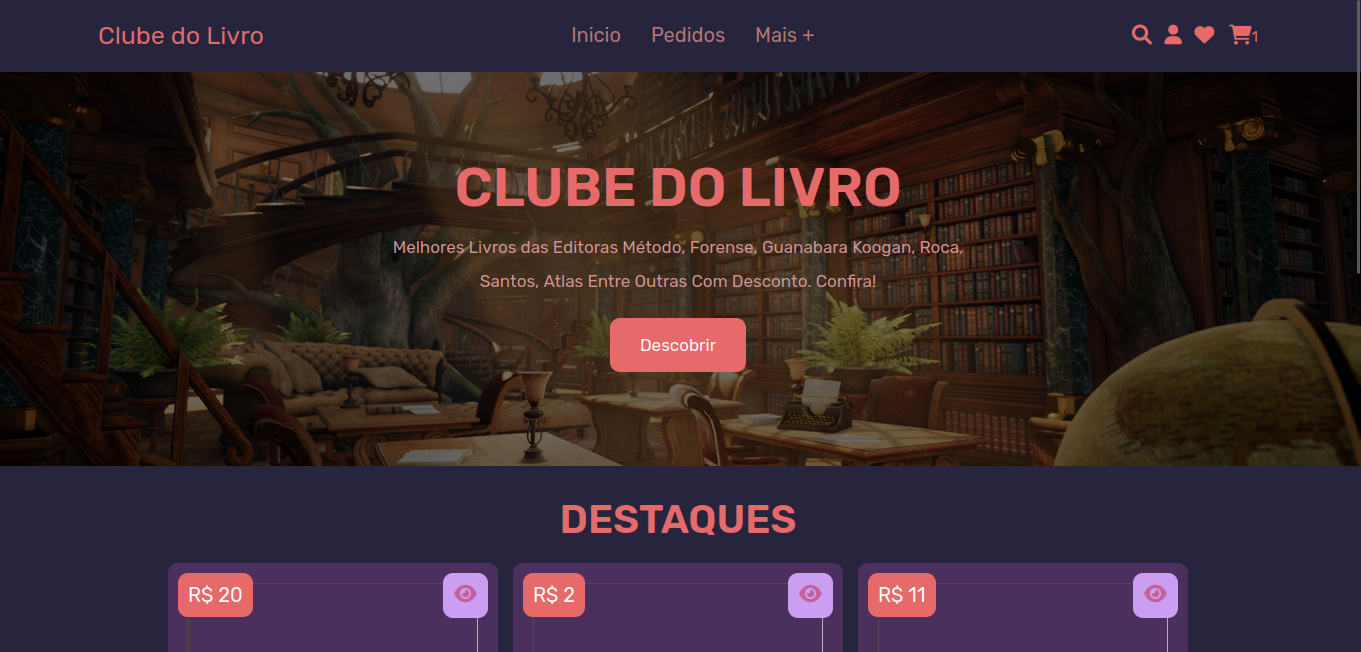 Clube do Livro
Inicio Pedidos Mais +
1
CLUBE DO LIVRO
Melhores Livros das Editoras Método, Forense, Guanabara Koogan, Roca,
Santos, Atlas Entre Outras Com Desconto. Confira!
Descobrir
DESTAQUES
R$ 20
R$ 2
R$ 11